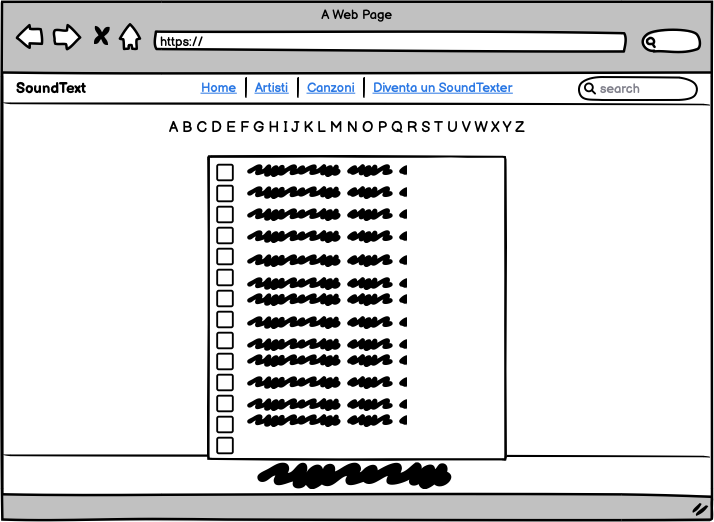 A Web Page
https://
SoundText Home Artisti Canzoni Diventa un SoundTexter search
A B C D E F G H I J K L M N O P Q R S T U V W X Y Z